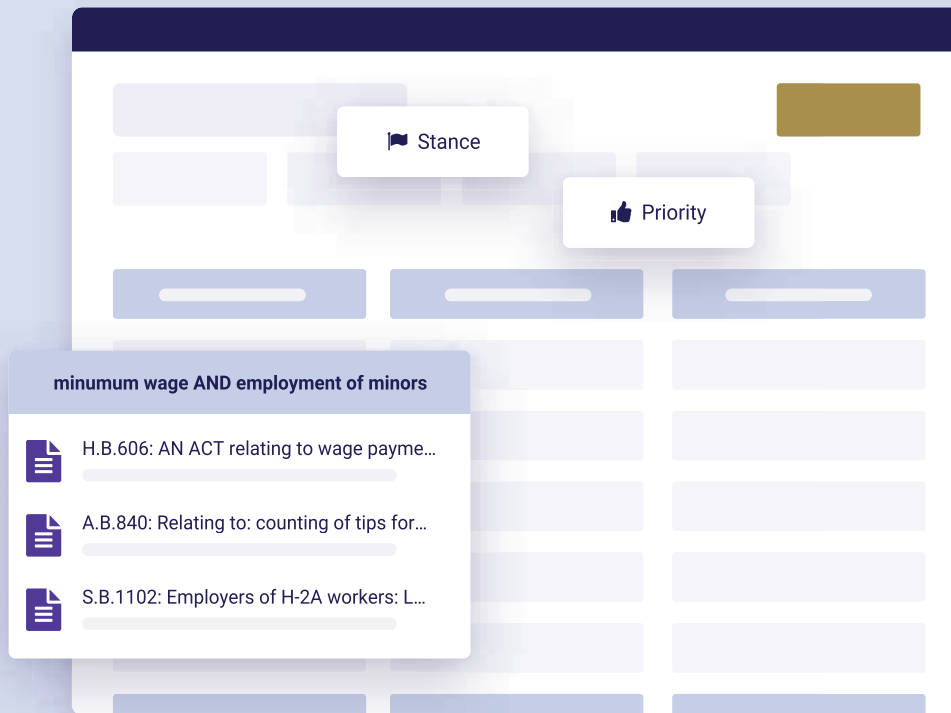 Stance
Priority
minumum wage AND employment of minors
H.B.606: AN ACT relating to wage payme...
A.B.840: Relating to: counting of tips for...
S.B.1102: Employers of H-2A workers: L...